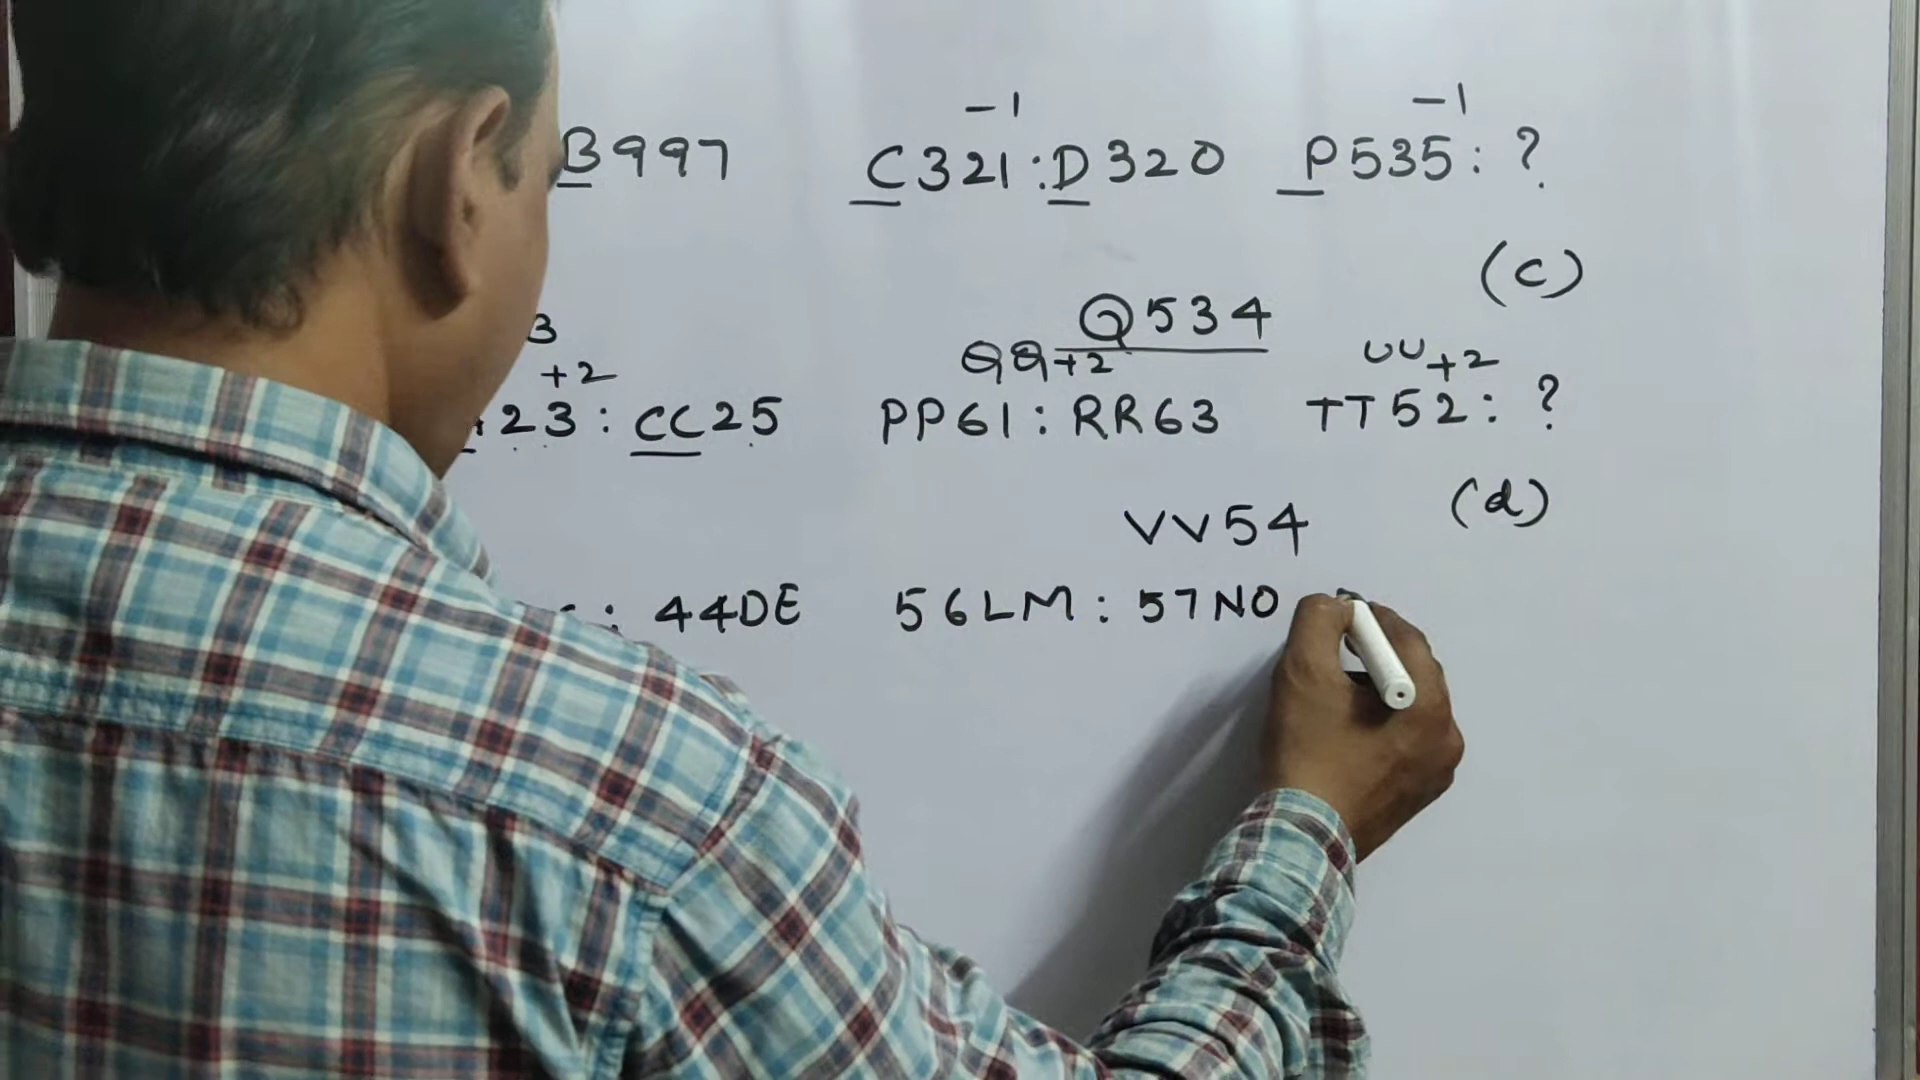 -1 -1
B997 C321:D320 P535:?
(c)
Q534
3 QQ+2 UU+2
+2
23:CC25 PP61:RR63 TT52:?
(d)
VV54
: 44DE 56LM:57NO